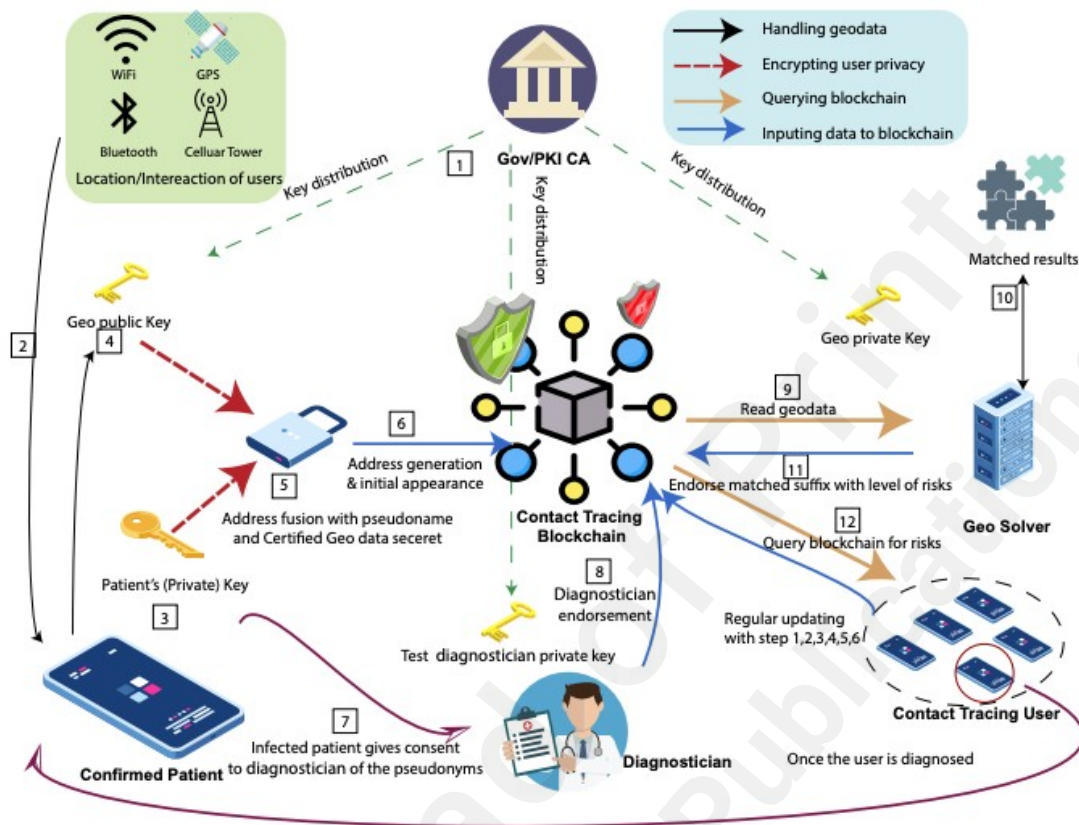 WiFi
GPS
Bluetooth
Celluar Tower
Location/Intereaction of users
Gov/PKI CA
Handling geodata
Encrypting user privacy
Querying blockchain
Inputing data to blockchain
1
Key distribution
Key distribution
Key distribution
Matched results
10
2
Geo public Key
4
Geo private Key
9
Read geodata
6
Address generation
& initial appearance
5
Address fusion with pseudoname
and Certified Geo data seceret
11
Endorse matched suffix with level of risks
Geo Solver
Contact Tracing
Blockchain
12
Query blockchain for risks
Patient's (Private) Key
3
8
Diagnostician
endorsement
Test diagnostician private key
Regular updating
with step 1,2,3,4,5,6
Contact Tracing User
7
Infected patient gives consent
to diagnostician of the pseudonyms
Confirmed Patient
Diagnostician
Once the user is diagnosed